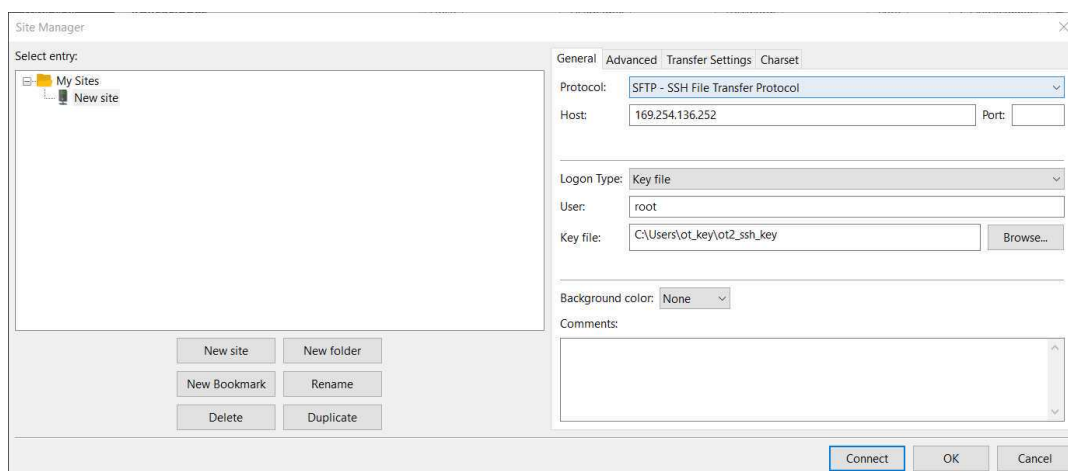 Site Manager
Select entry:
My Sites
New site
New site
New folder
New Bookmark
Rename
Delete
Duplicate
General Advanced Transfer Settings Charset
Protocol: SFTP - SSH File Transfer Protocol
Host: 169.254.136.252 Port:
Logon Type: Key file
User: root
Key file: C:\Users\ot_key\ot2_ssh_key Browse...
Background color: None
Comments:
Connect OK Cancel